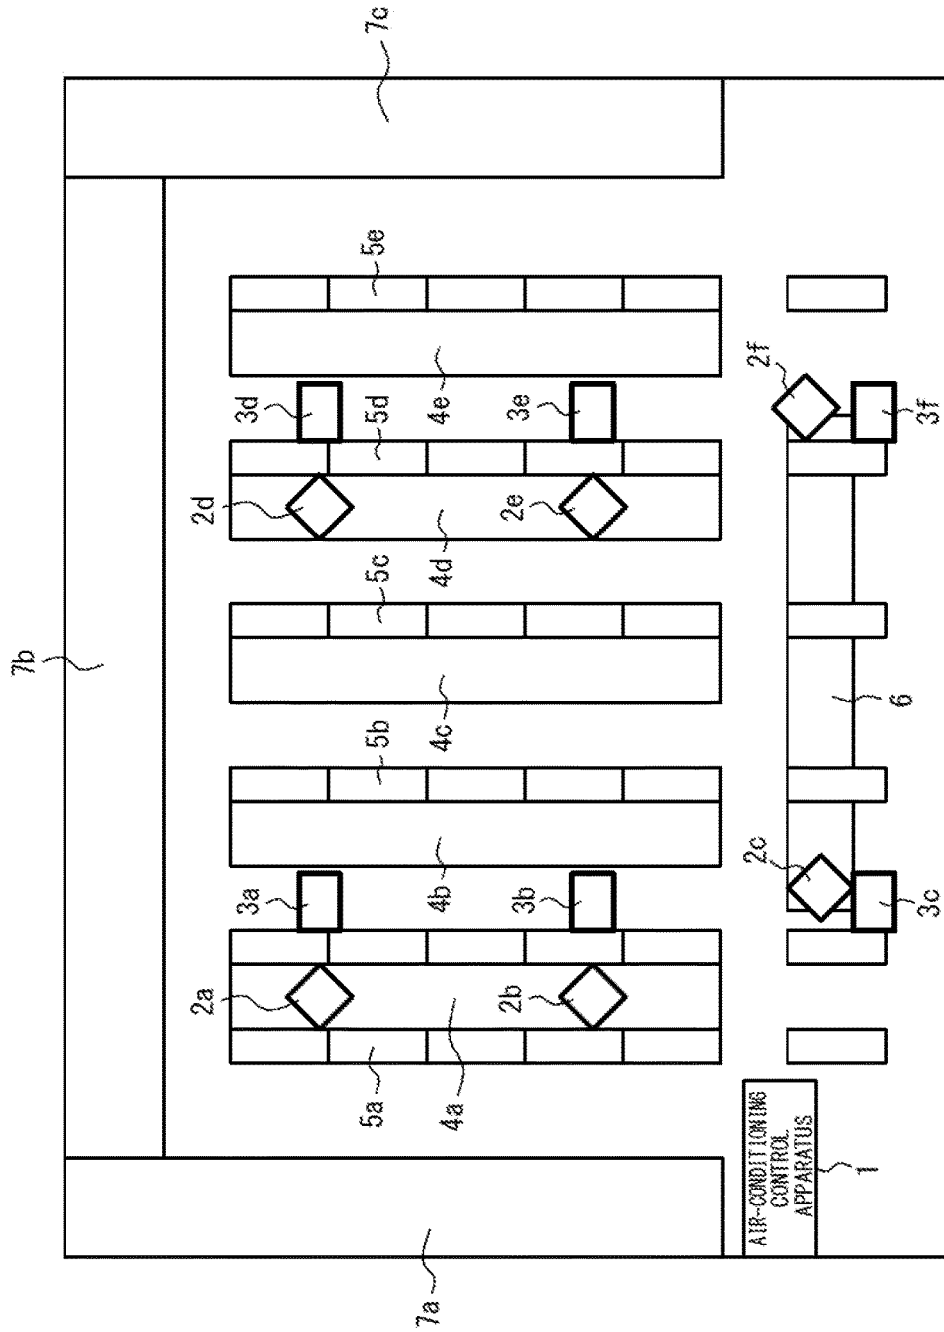 7b
2a
2d
3a
3d
5a
5b
5c
5d
5e
7c
7a
4a
4b
4c
4d
4e
2b
2e
3b
3e
AIR-CONDITIONING
CONTROL
APPARATUS
2c
2f
1
6
3c
3f